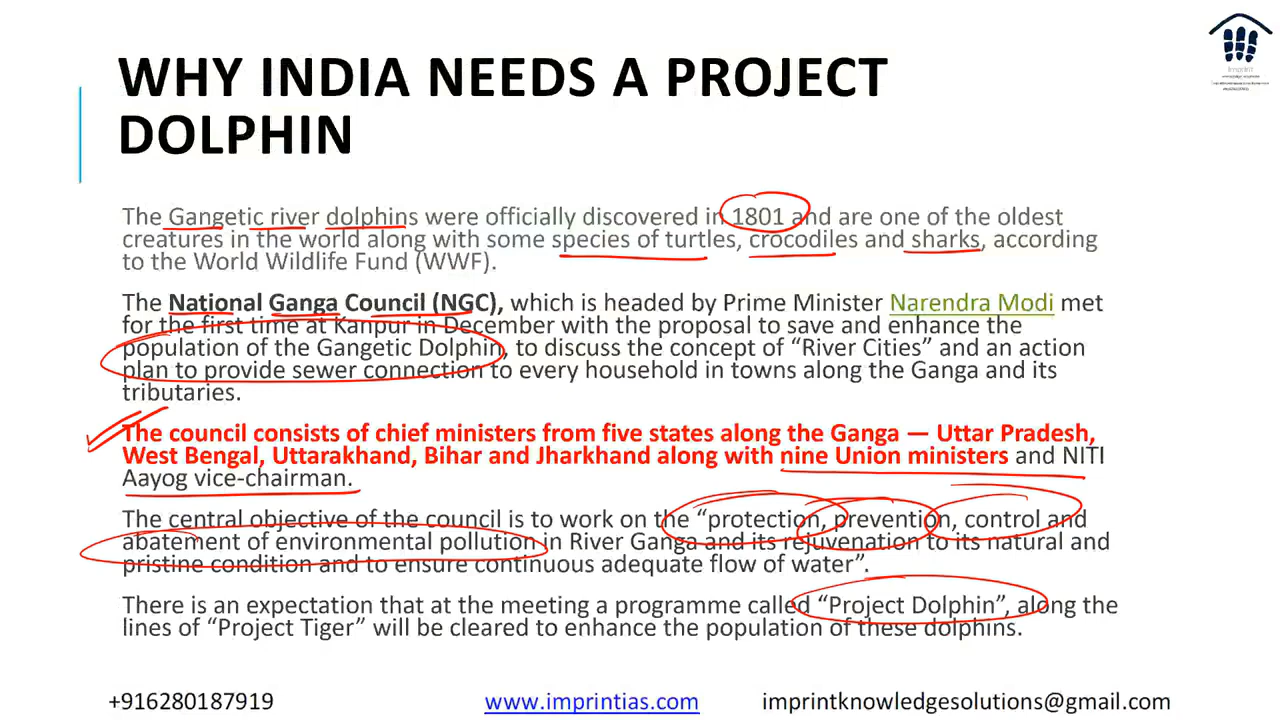 WHY INDIA NEEDS A PROJECT
DOLPHIN
Imprint
The Gangetic river dolphins were officially discovered in 1801 and are one of the oldest
creatures in the world along with some species of turtles, crocodiles and sharks, according
to the World Wildlife Fund (WWF).
The National Ganga Council (NGC), which is headed by Prime Minister Narendra Modi met
for the first time at Kanpur in December with the proposal to save and enhance the
population of the Gangetic Dolphin, to discuss the concept of “River Cities” and an action
plan to provide sewer connection to every household in towns along the Ganga and its
tributaries.
The council consists of chief ministers from five states along the Ganga — Uttar Pradesh,
West Bengal, Uttarakhand, Bihar and Jharkhand along with nine Union ministers and NITI
Aayog vice-chairman.
The central objective of the council is to work on the “protection, prevention, control and
abatement of environmental pollution in River Ganga and its rejuvenation to its natural and
pristine condition and to ensure continuous adequate flow of water”.
There is an expectation that at the meeting a programme called “Project Dolphin”, along the
lines of “Project Tiger” will be cleared to enhance the population of these dolphins.
+916280187919 www.imprintias.com imprintknowledgesolutions@gmail.com